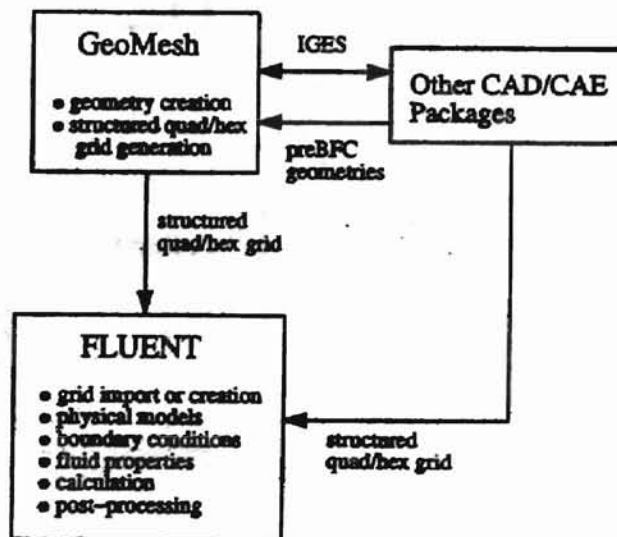 GeoMesh
• geometry creation
• structured quad/hex
grid generation
IGES
Other CAD/CAE
Packages
preBFC
geometries
structured
quad/hex grid
FLUENT
• grid import or creation
• physical models
• boundary conditions
• fluid properties
• calculation
• post-processing
structured
quad/hex grid